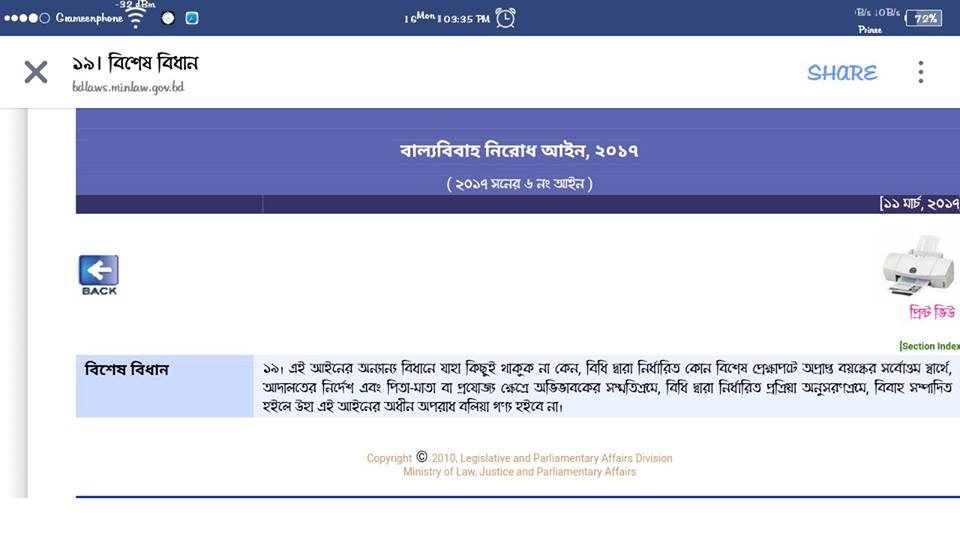 -32 dBm
Grameenphone
16 Mon || 03:35 PM
B/s ↓0B/s
72%
Prince
১৯। বিশেষ বিধান
bdlaws.minlaw.gov.bd
SHARE
বাল্যবিবাহ নিরোধ আইন, ২০১৭
( ২০১৭ সনের ৬ নং আইন )
[১১ মার্চ, ২০১৭
BACK
প্রিন্ট ভিউ
[Section Index
বিশেষ বিধান
১৯। এই আইনের অন্যান্য বিধানে যাহা কিছুই থাকুক না কেন, বিধি দ্বারা নির্ধারিত কোন বিশেষ প্রেক্ষাপটে অপ্রাপ্ত বয়স্কের সর্বোত্তম স্বার্থে,
আদালতের নির্দেশ এবং পিতা-মাতা বা প্রযোজ্য ক্ষেত্রে অভিভাবকের সম্মতিক্রমে, বিধি দ্বারা নির্ধারিত প্রক্রিয়া অনুসরণক্রমে, বিবাহ সম্পাদিত
হইলে উহা এই আইনের অধীন অপরাধ বলিয়া গণ্য হইবে না।
Copyright © 2010, Legislative and Parliamentary Affairs Division
Ministry of Law, Justice and Parliamentary Affairs